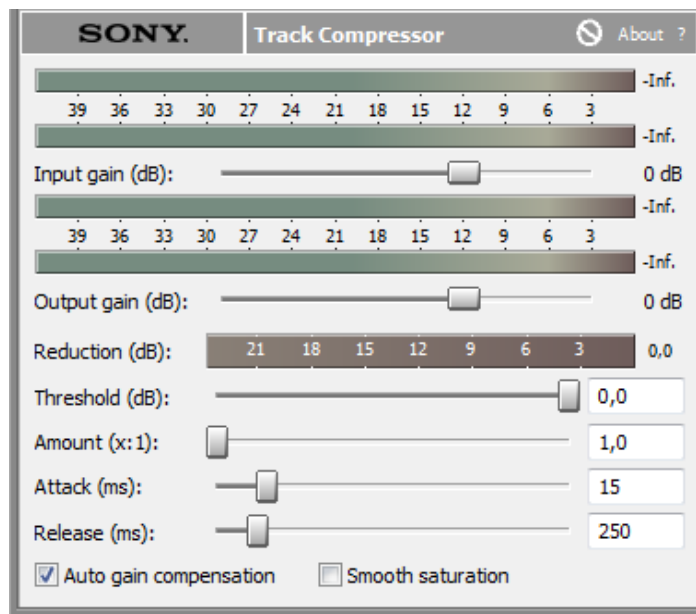 SONY. Track Compressor About ?
-Inf.
39 36 33 30 27 24 21 18 15 12 9 6 3
-Inf.
Input gain (dB): 0 dB
-Inf.
39 36 33 30 27 24 21 18 15 12 9 6 3
-Inf.
Output gain (dB): 0 dB
Reduction (dB): 21 18 15 12 9 6 3 0,0
Threshold (dB): 0,0
Amount (x:1): 1,0
Attack (ms): 15
Release (ms): 250
Auto gain compensation Smooth saturation